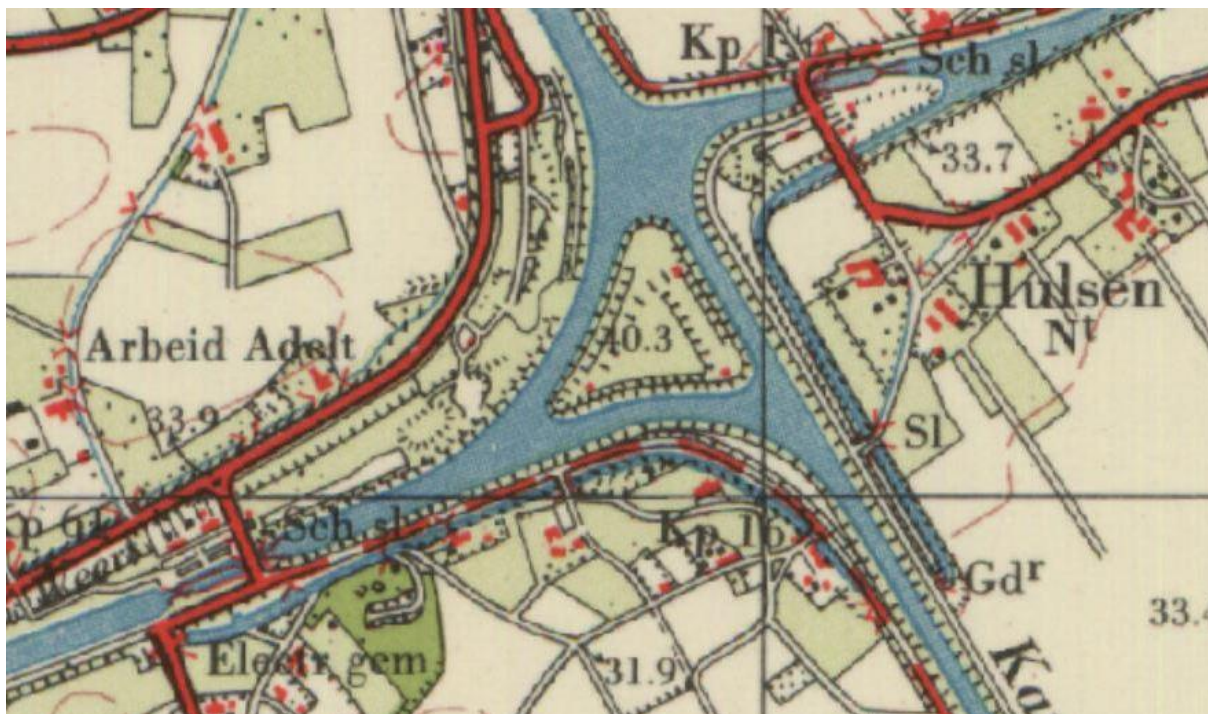 Kp 1
Sch sl
33.7
Hulsen
Nt
40.3
Arbeid Adelt
33.9
Sl
Sch. sl.
Kp 16
Gdr
33.4
Electr gem
31.9
Ka